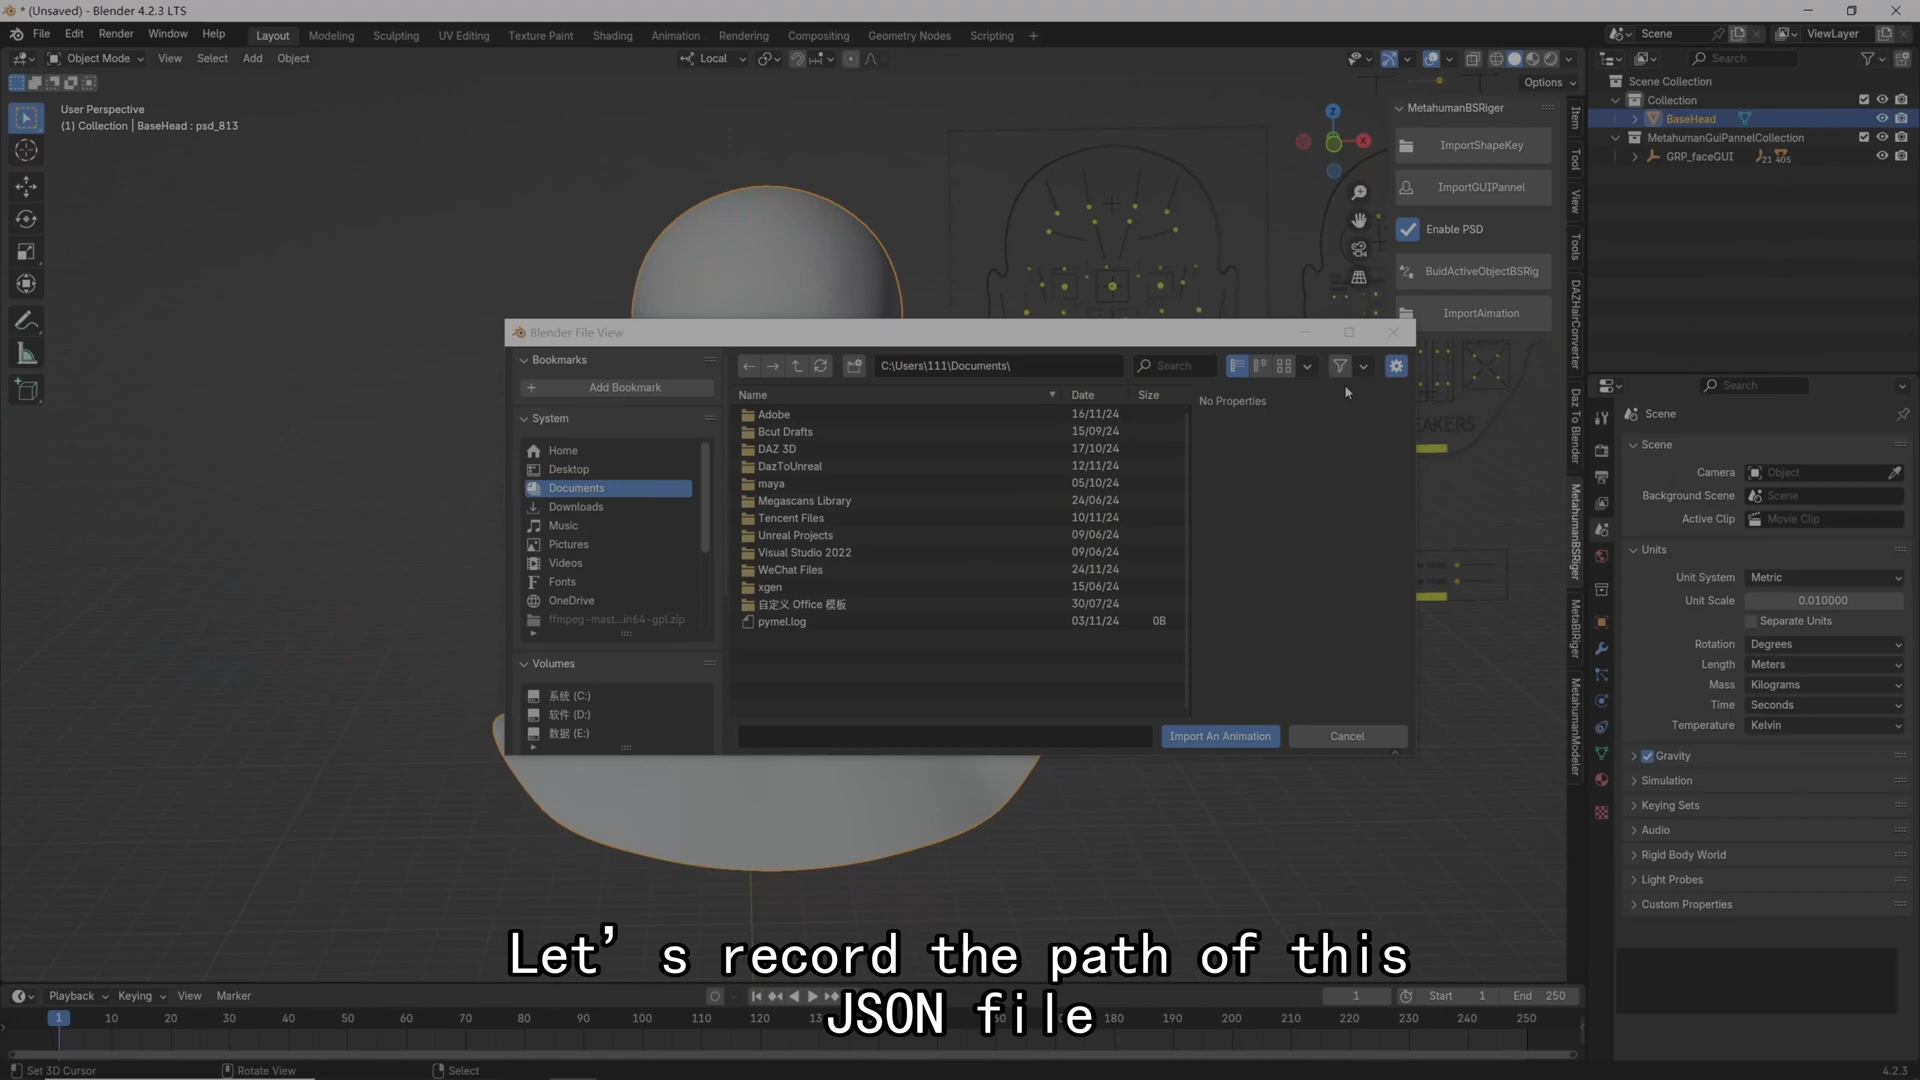 * (Unsaved) - Blender 4.2.3 LTS
File Edit Render Window Help Layout Modeling Sculpting UV Editing Texture Paint Shading Animation Rendering Compositing Geometry Nodes Scripting + Scene ViewLayer
Object Mode View Select Add Object Local Search
Options
User Perspective
(1) Collection | BaseHead : psd_813
MetahumanBSRiger
ImportShapeKey
ImportGUIPannel
Enable PSD
BuidActiveObjectBSRig
ImportAimation
Z
X
Item
Tool
View
Tools
DAZHairConverter
Daz To Blender
MetahumanBSRiger
MetaBIRiger
MetahumanModeler
Scene Collection
Collection
BaseHead
MetahumanGuiPannelCollection
GRP_faceGUI 21 405
Blender File View
Bookmarks
Add Bookmark
System
Home
Desktop
Documents
Downloads
Music
Pictures
Videos
Fonts
OneDrive
ffmpeg-mast...in64-gpl.zip
Volumes
系统 (C:)
软件 (D:)
数据 (E:)
C:\Users\111\Documents\
Search
Name Date Size
Adobe 16/11/24
Bcut Drafts 15/09/24
DAZ 3D 17/10/24
DazToUnreal 12/11/24
maya 05/10/24
Megascans Library 24/06/24
Tencent Files 10/11/24
Unreal Projects 09/06/24
Visual Studio 2022 09/06/24
WeChat Files 24/11/24
xgen 15/06/24
自定义 Office 模板 30/07/24
pymel.log 03/11/24 0B
No Properties
Import An Animation Cancel
EAKERS
Search
Scene
Scene
Camera Object
Background Scene Scene
Active Clip Movie Clip
Units
Unit System Metric
Unit Scale 0.010000
Separate Units
Rotation Degrees
Length Meters
Mass Kilograms
Time Seconds
Temperature Kelvin
Gravity
Simulation
Keying Sets
Audio
Rigid Body World
Light Probes
Custom Properties
Let's record the path of this
JSON file
Playback Keying View Marker 1 Start 1 End 250
1 10 20 30 40 50 60 70 80 90 100 110 120 130 150 160 170 180 190 200 210 220 230 240 250
Set 3D Cursor Rotate View Select 4.2.3